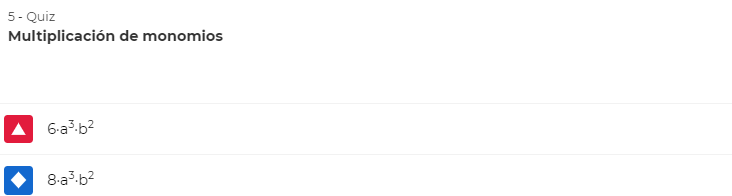 5 - Quiz
Multiplicación de monomios
6·a³·b²
8·a³·b²